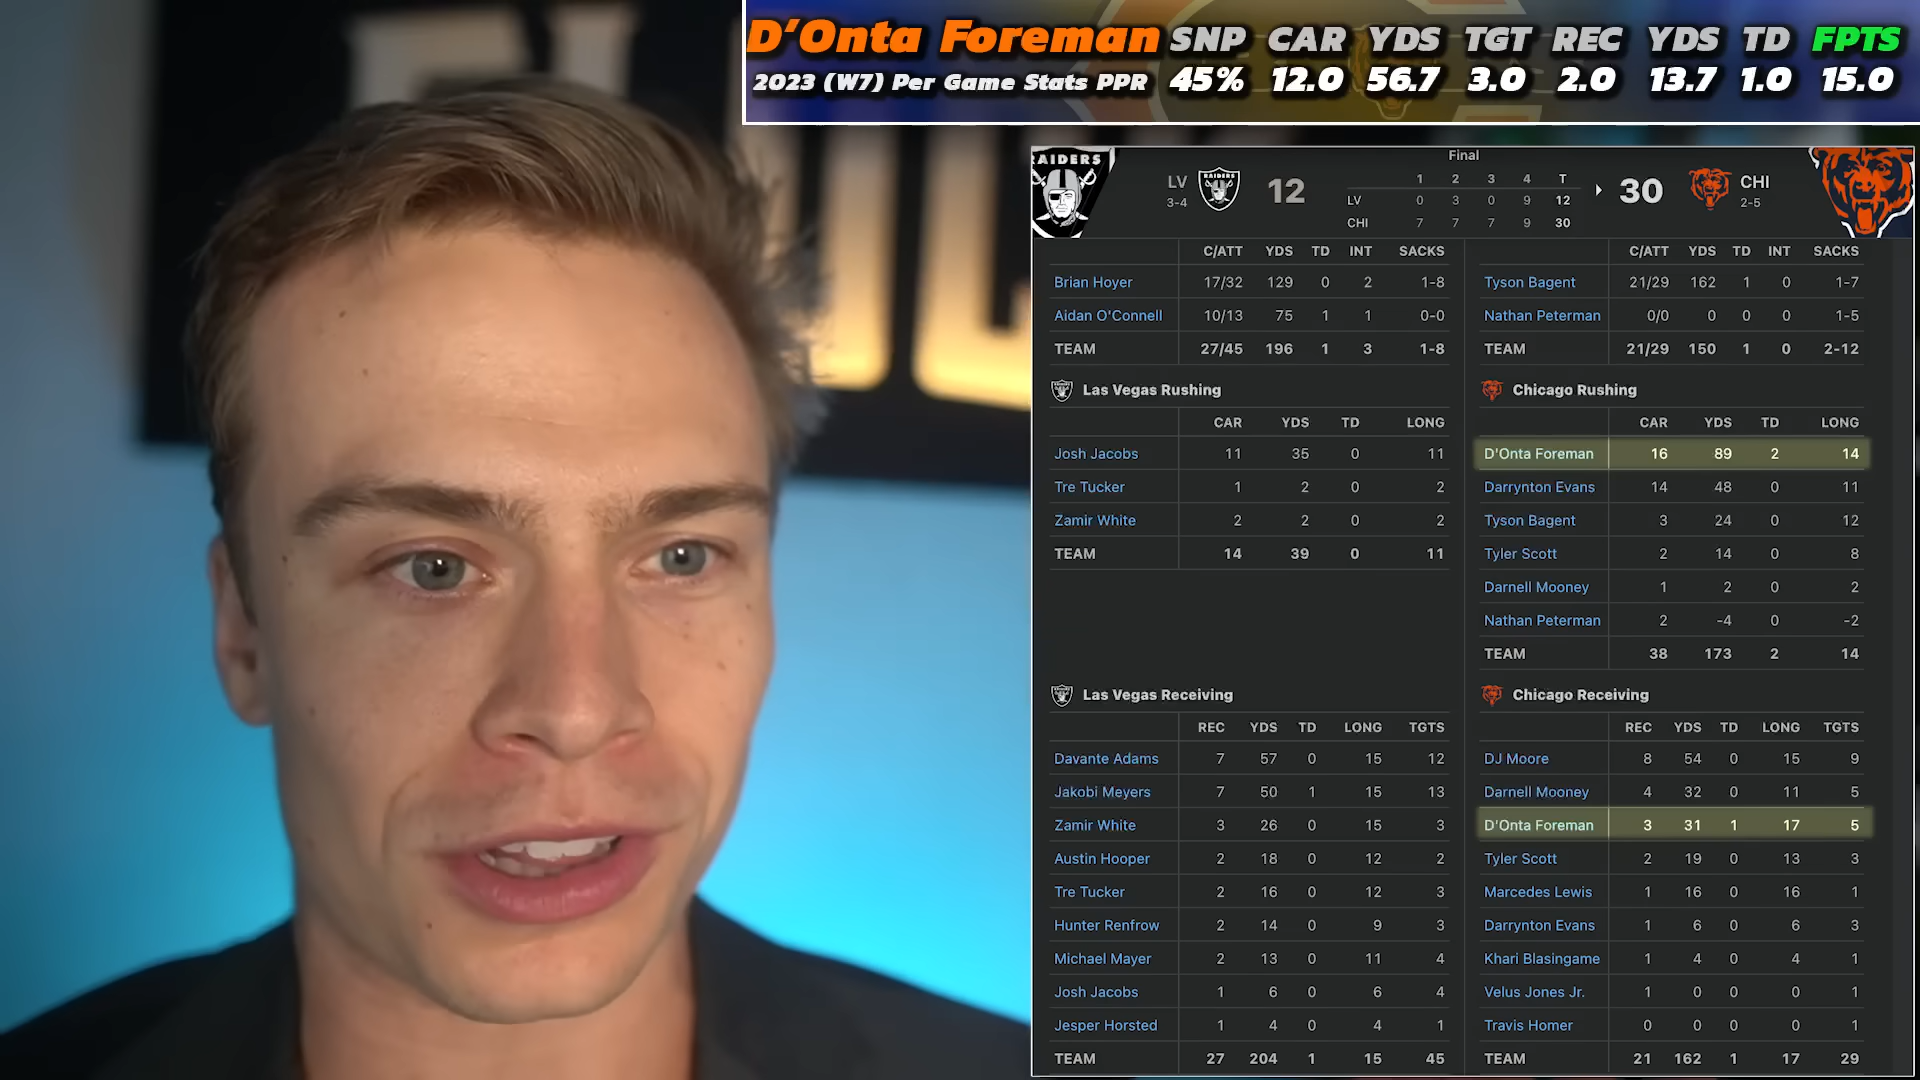 D'Onta Foreman SNP CAR YDS TGT REC YDS TD FPTS
2023 (W7) Per Game Stats PPR 45% 12.0 56.7 3.0 2.0 13.7 1.0 15.0
RAIDERS
Final
LV 3-4 RAIDERS 12
1 2 3 4 T
LV 0 3 0 9 12
CHI 7 7 7 9 30
30 CHI 2-5
C/ATT YDS TD INT SACKS
Brian Hoyer 17/32 129 0 2 1-8
Aidan O'Connell 10/13 75 1 1 0-0
TEAM 27/45 196 1 3 1-8
C/ATT YDS TD INT SACKS
Tyson Bagent 21/29 162 1 0 1-7
Nathan Peterman 0/0 0 0 0 1-5
TEAM 21/29 150 1 0 2-12
Las Vegas Rushing
CAR YDS TD LONG
Josh Jacobs 11 35 0 11
Tre Tucker 1 2 0 2
Zamir White 2 2 0 2
TEAM 14 39 0 11
Chicago Rushing
CAR YDS TD LONG
D'Onta Foreman 16 89 2 14
Darrynton Evans 14 48 0 11
Tyson Bagent 3 24 0 12
Tyler Scott 2 14 0 8
Darnell Mooney 1 2 0 2
Nathan Peterman 2 -4 0 -2
TEAM 38 173 2 14
Las Vegas Receiving
REC YDS TD LONG TGTS
Davante Adams 7 57 0 15 12
Jakobi Meyers 7 50 1 15 13
Zamir White 3 26 0 15 3
Austin Hooper 2 18 0 12 2
Tre Tucker 2 16 0 12 3
Hunter Renfrow 2 14 0 9 3
Michael Mayer 2 13 0 11 4
Josh Jacobs 1 6 0 6 4
Jesper Horsted 1 4 0 4 1
TEAM 27 204 1 15 45
Chicago Receiving
REC YDS TD LONG TGTS
DJ Moore 8 54 0 15 9
Darnell Mooney 4 32 0 11 5
D'Onta Foreman 3 31 1 17 5
Tyler Scott 2 19 0 13 3
Marcedes Lewis 1 16 0 16 1
Darrynton Evans 1 6 0 6 3
Khari Blasingame 1 4 0 4 1
Velus Jones Jr. 1 0 0 0 1
Travis Homer 0 0 0 0 1
TEAM 21 162 1 17 29